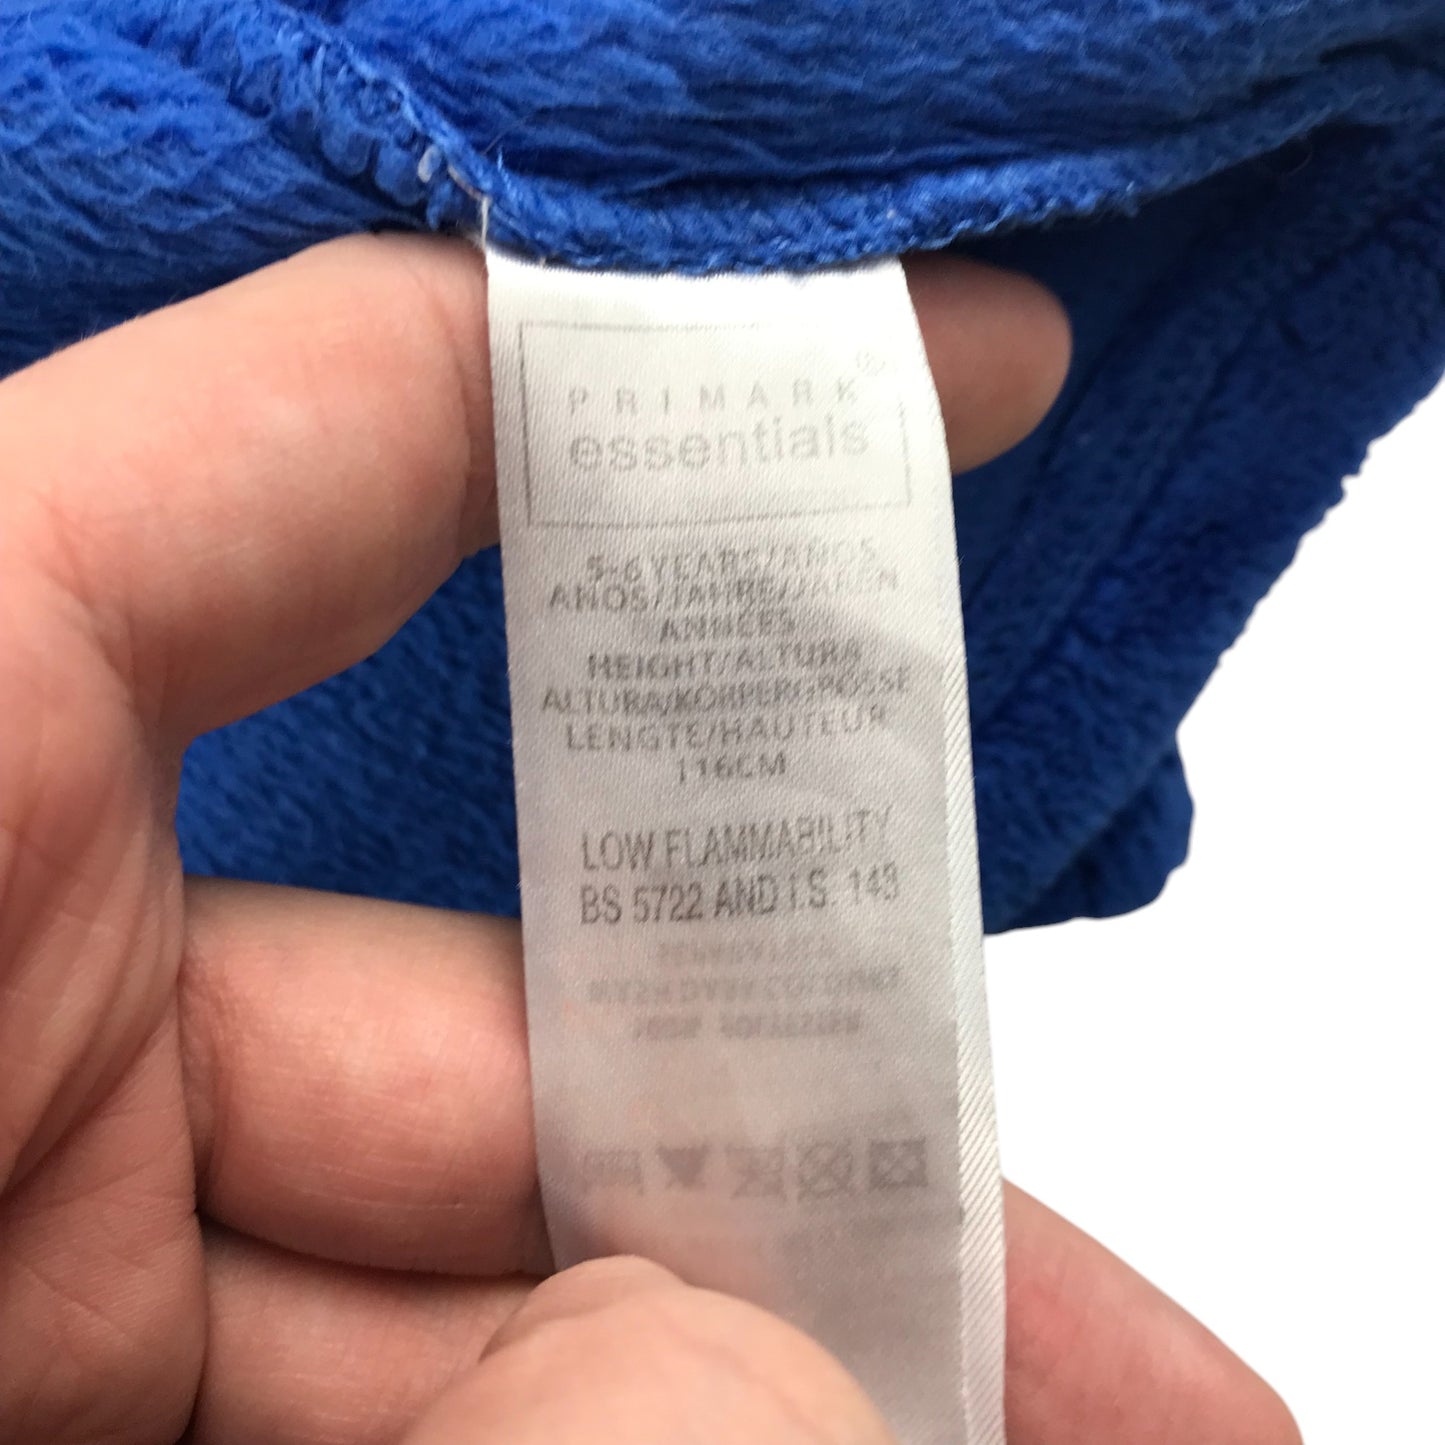 PRIMARK®
essentials
5-6 YEARS/ANOS
ANOS/JAHRE/JAREN
ANNÉES
HEIGHT/ALTURA
ALTURA/KÖRPERGRÖSSE
LENGTE/HAUTEUR
116CM
LOW FLAMMABILITY
BS 5722 AND I.S. 148